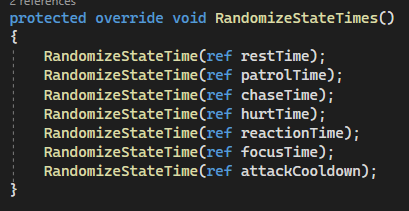 2 references
protected override void RandomizeStateTimes()
{
    RandomizeStateTime(ref restTime);
    RandomizeStateTime(ref patrolTime);
    RandomizeStateTime(ref chaseTime);
    RandomizeStateTime(ref hurtTime);
    RandomizeStateTime(ref reactionTime);
    RandomizeStateTime(ref focusTime);
    RandomizeStateTime(ref attackCooldown);
}